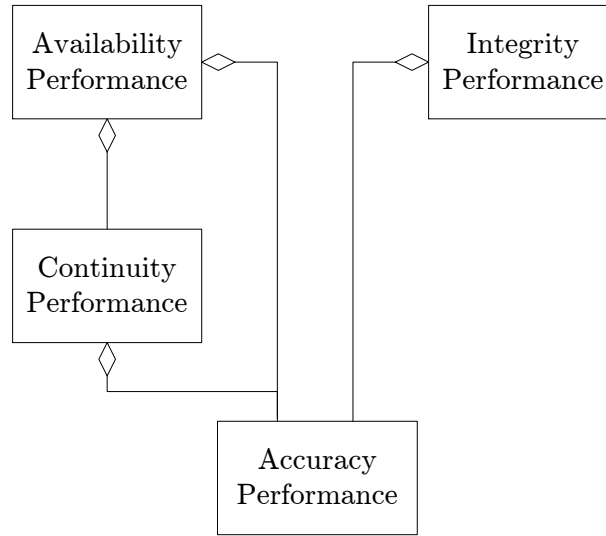 Availability
Performance
Integrity
Performance
Continuity
Performance
Accuracy
Performance